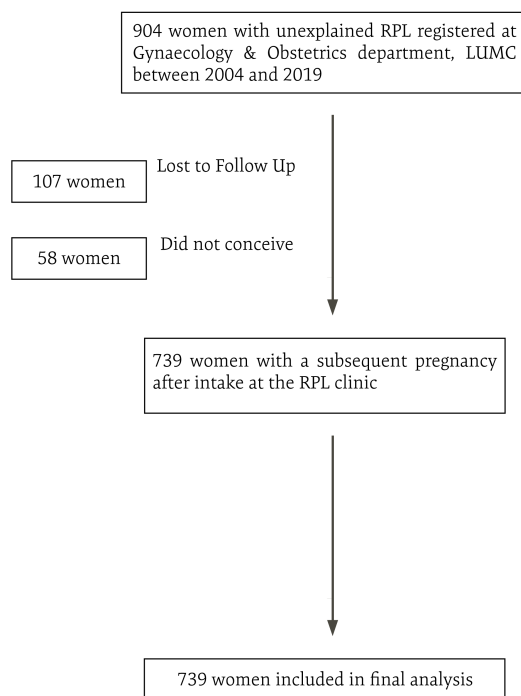 904 women with unexplained RPL registered at
Gynaecology & Obstetrics department, LUMC
between 2004 and 2019
Lost to Follow Up
107 women
Did not conceive
58 women
739 women with a subsequent pregnancy
after intake at the RPL clinic
739 women included in final analysis